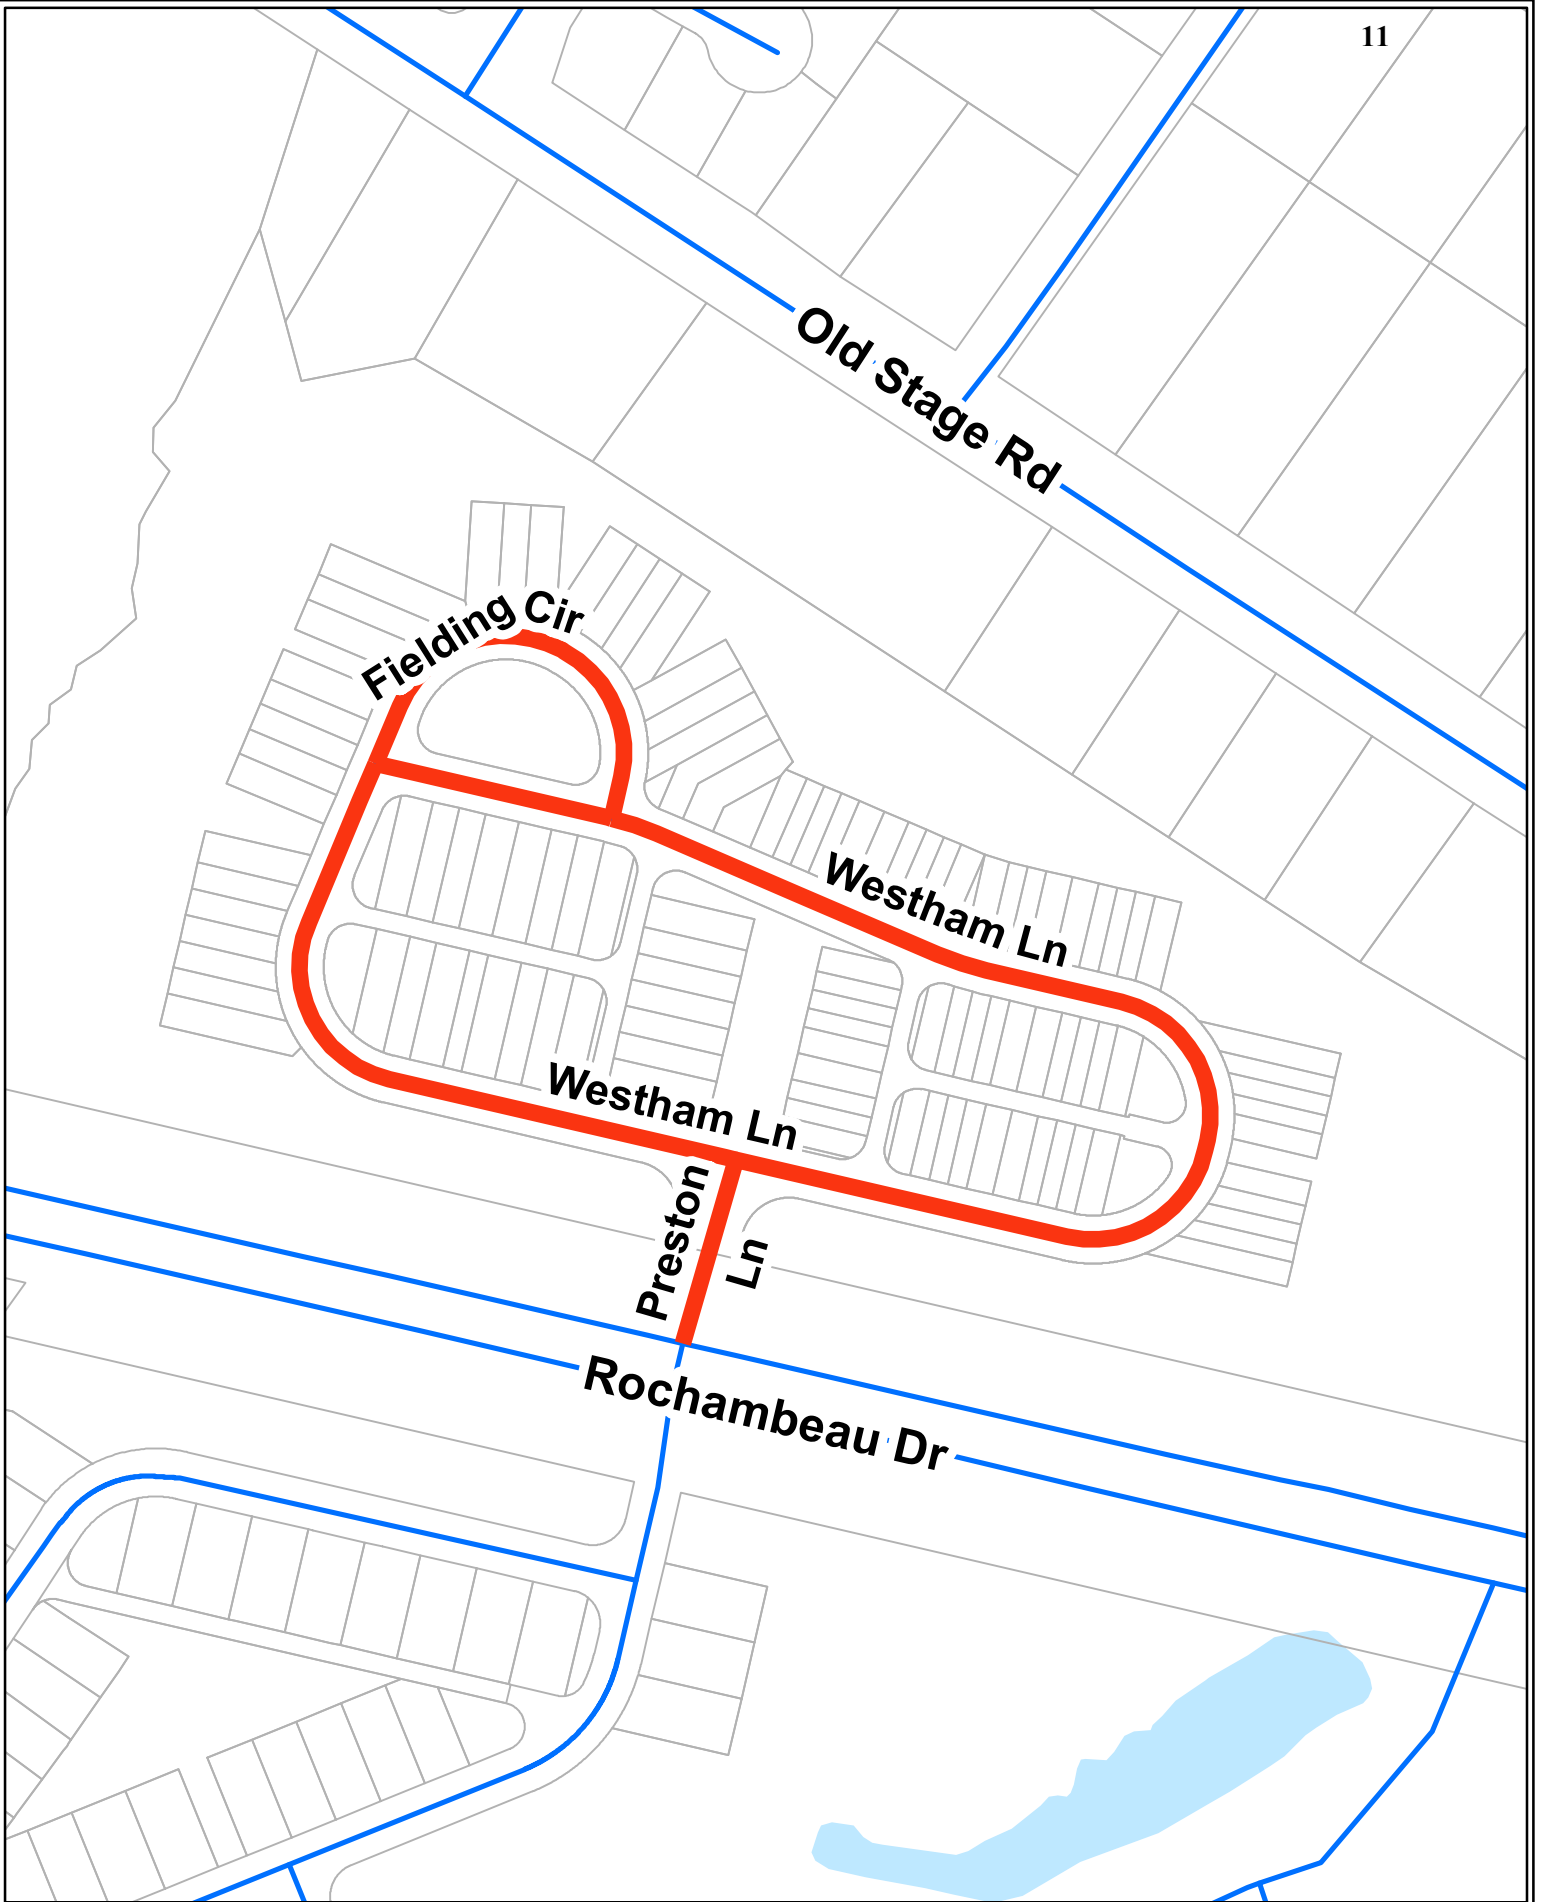 11
Old Stage Rd
Fielding Cir
Westham Ln
Westham Ln
Preston Ln
Rochambeau Dr